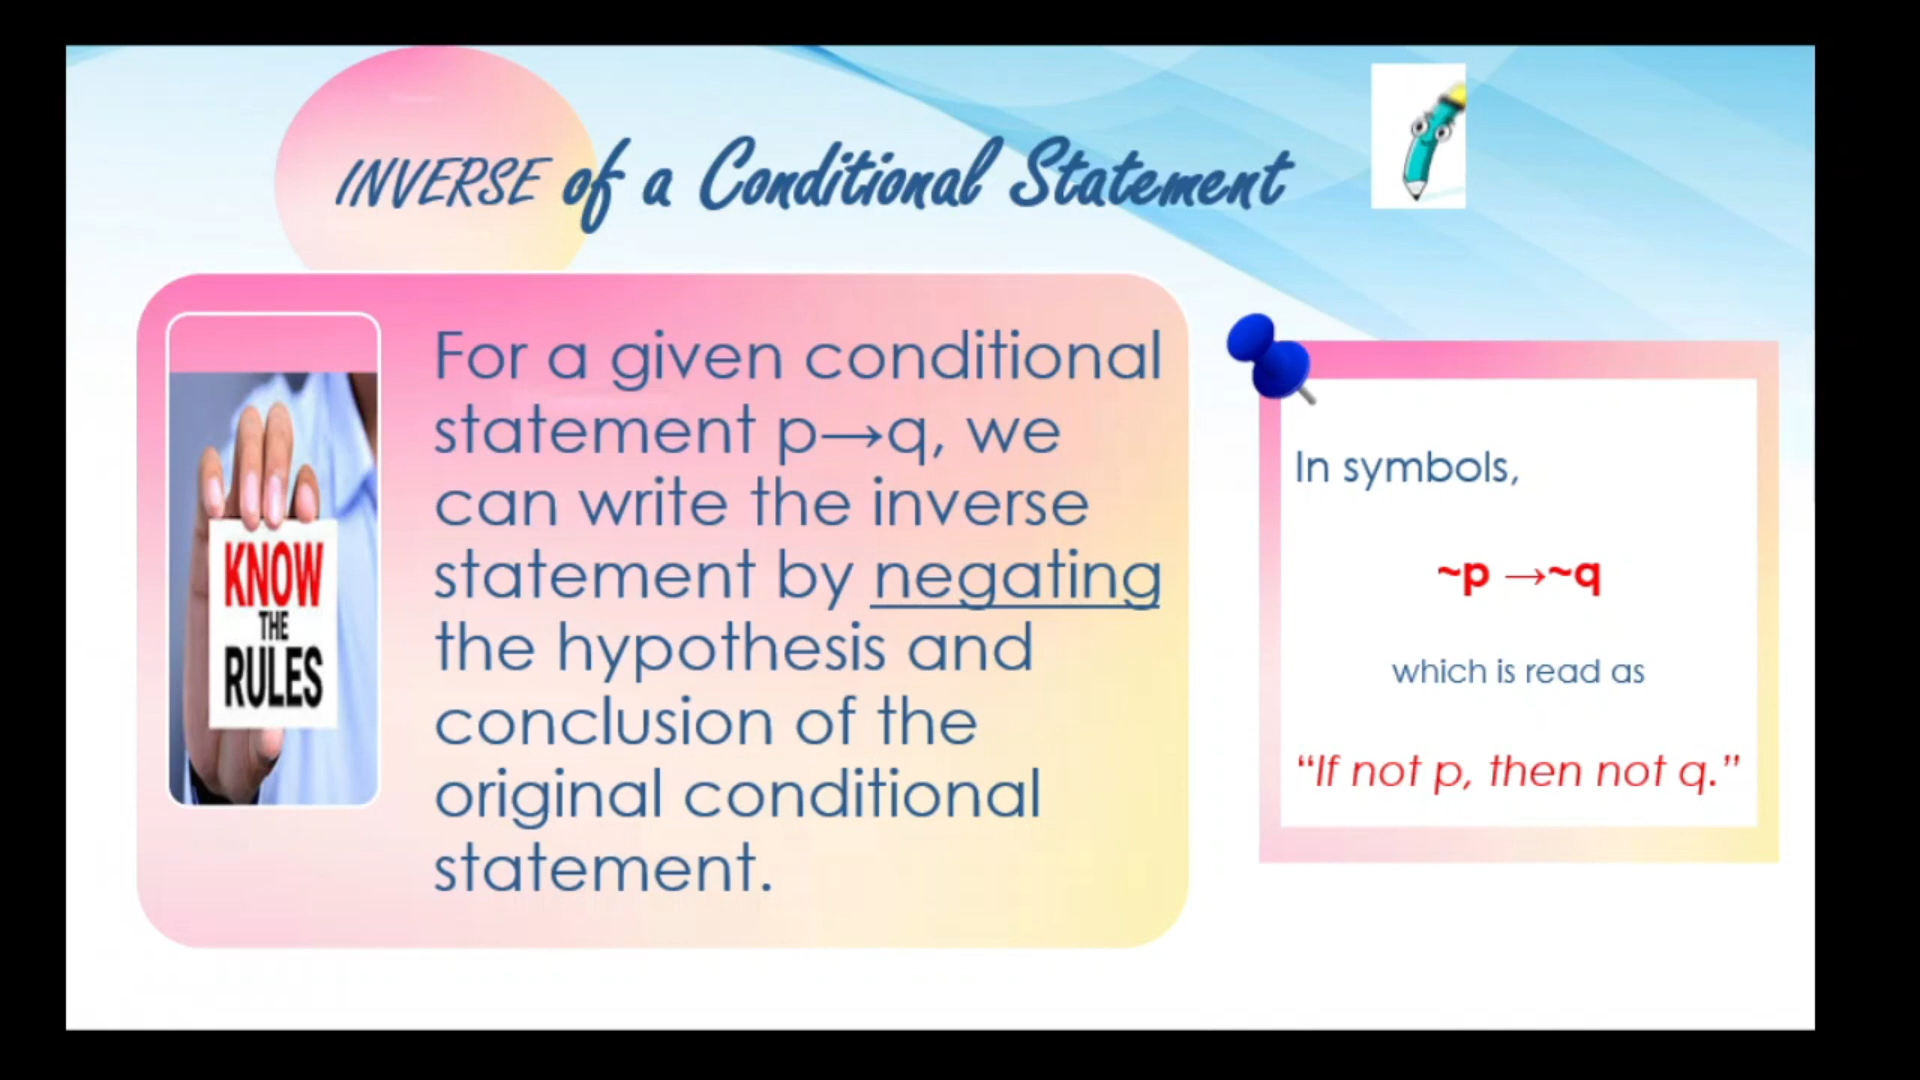 INVERSE of a Conditional Statement
KNOW
THE
RULES
For a given conditional
statement p→q, we
can write the inverse
statement by negating
the hypothesis and
conclusion of the
original conditional
statement.
In symbols,
~p →~q
which is read as
“If not p, then not q.”